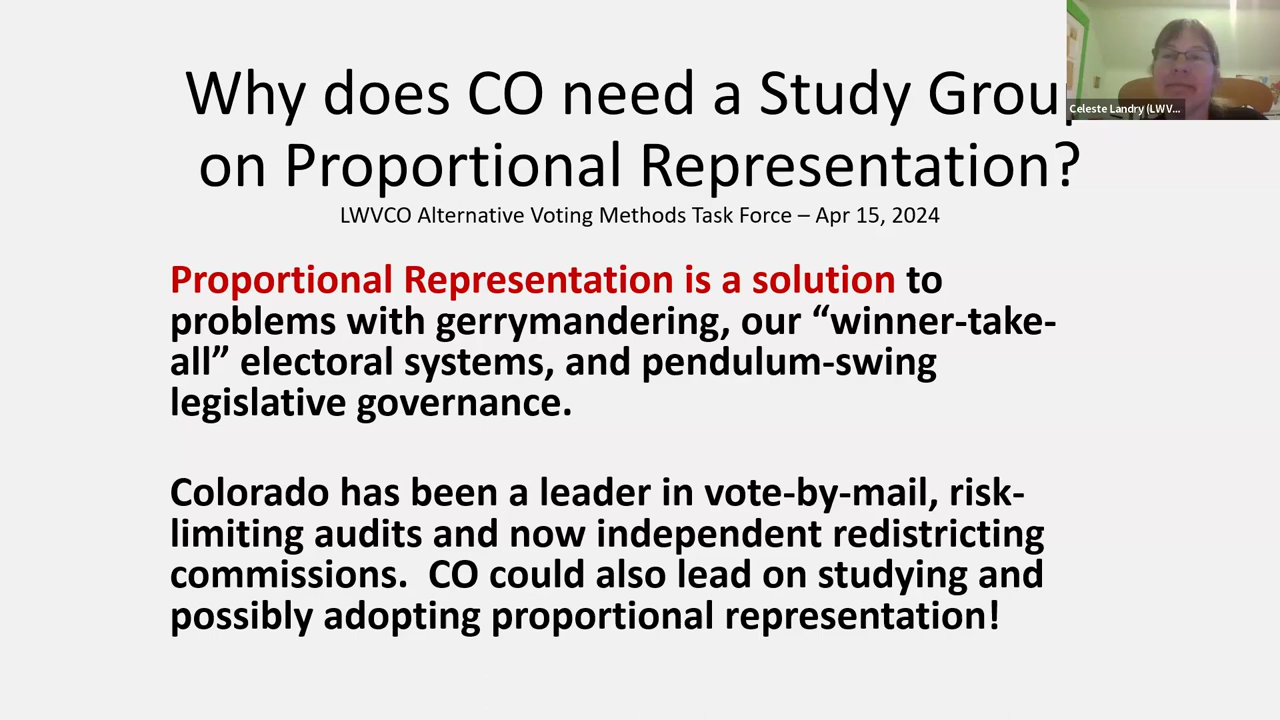 Why does CO need a Study Grou
on Proportional Representation?
LWVCO Alternative Voting Methods Task Force – Apr 15, 2024
Celeste Landry (LWV...
Proportional Representation is a solution to
problems with gerrymandering, our “winner-take-
all” electoral systems, and pendulum-swing
legislative governance.
Colorado has been a leader in vote-by-mail, risk-
limiting audits and now independent redistricting
commissions.  CO could also lead on studying and
possibly adopting proportional representation!